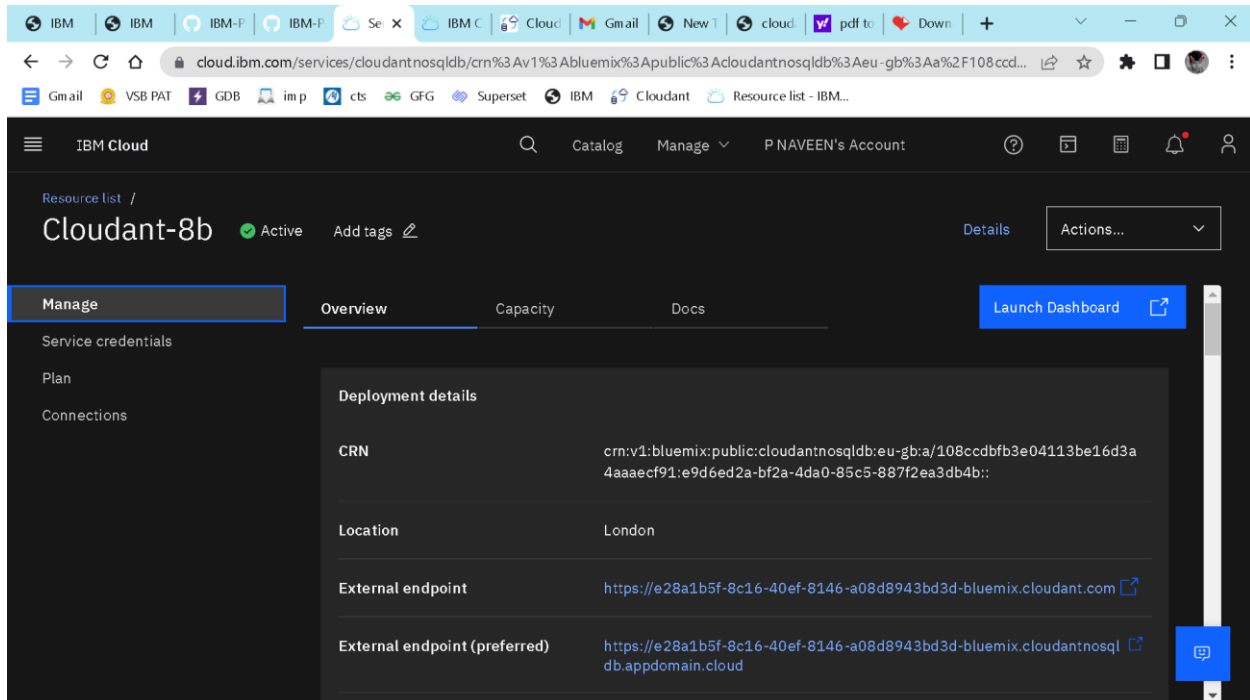 IBM IBM IBM-P IBM-P Se IBM C Cloud Gmail New T cloud pdf to Down
cloud.ibm.com/services/cloudantnosqldb/crn%3Av1%3Abluemix%3Apublic%3Acloudantnosqldb%3Aeu-gb%3Aa%2F108ccd...
Gmail VSB PAT GDB imp cts GFG Superset IBM Cloudant Resource list - IBM...
IBM Cloud Catalog Manage P NAVEEN's Account
Resource list /
Cloudant-8b Active Add tags Details Actions...
Manage Overview Capacity Docs Launch Dashboard
Service credentials
Plan
Connections
Deployment details
CRN crn:v1:bluemix:public:cloudantnosqldb:eu-gb:a/108ccdbfb3e04113be16d3a
4aaaecf91:e9d6ed2a-bf2a-4da0-85c5-887f2ea3db4b::
Location London
External endpoint https://e28a1b5f-8c16-40ef-8146-a08d8943bd3d-bluemix.cloudant.com
External endpoint (preferred) https://e28a1b5f-8c16-40ef-8146-a08d8943bd3d-bluemix.cloudantnosql
db.appdomain.cloud